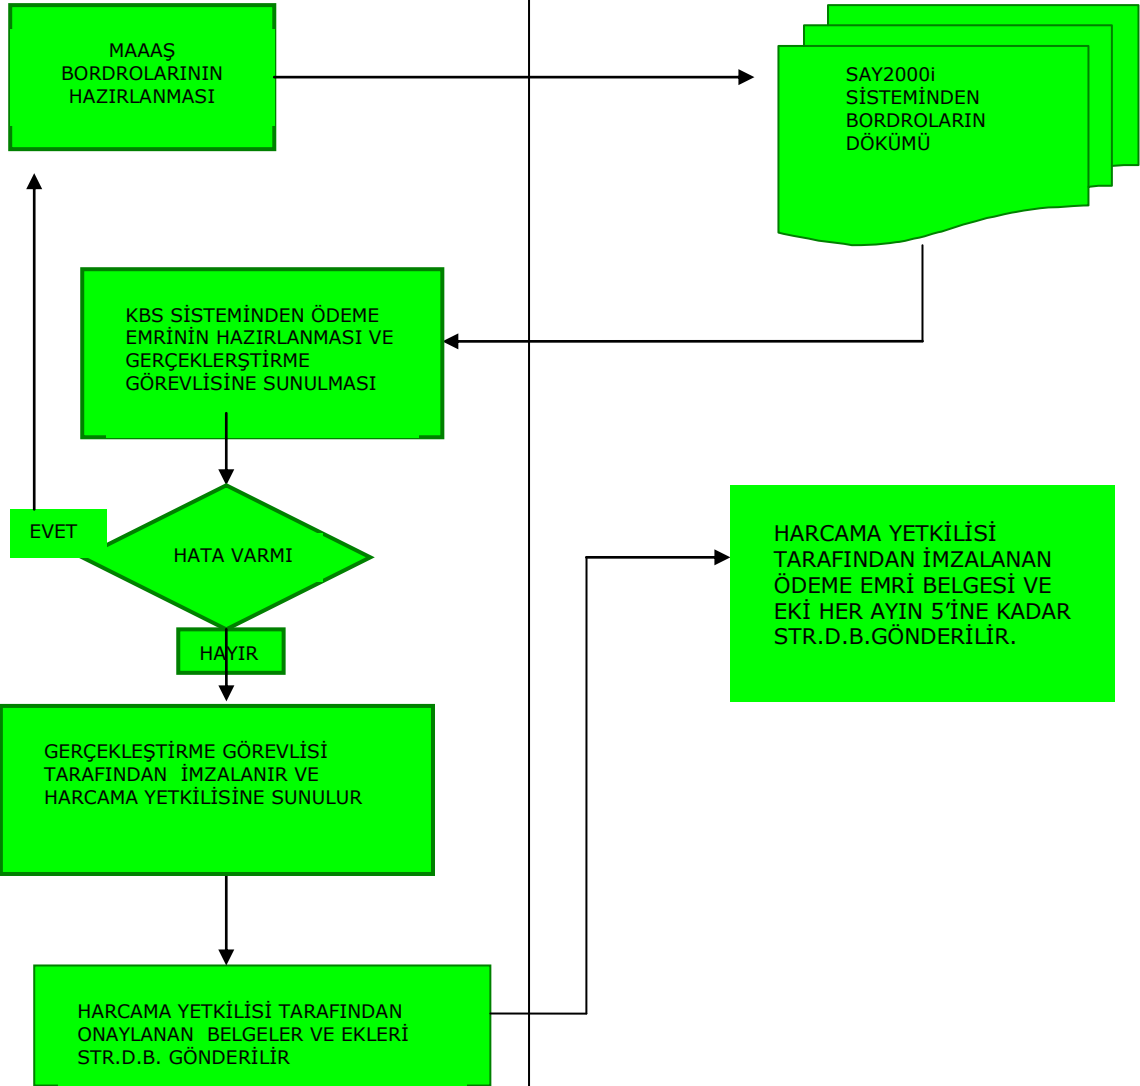 MAAAŞ
BORDROLARININ
HAZIRLANMASI
SAY2000i
SİSTEMİNDEN
BORDROLARIN
DÖKÜMÜ
KBS SİSTEMİNDEN ÖDEME
EMRİNİN HAZIRLANMASI VE
GERÇEKLERŞTİRME
GÖREVLİSİNE SUNULMASI
EVET
HATA VARMI
HAYIR
HARCAMA YETKİLİSİ
TARAFINDAN İMZALANAN
ÖDEME EMRİ BELGESİ VE
EKİ HER AYIN 5’İNE KADAR
STR.D.B.GÖNDERİLİR.
GERÇEKLEŞTİRME GÖREVLİSİ
TARAFINDAN  İMZALANIR VE
HARCAMA YETKİLİSİNE SUNULUR
HARCAMA YETKİLİSİ TARAFINDAN
ONAYLANAN  BELGELER VE EKLERİ
STR.D.B. GÖNDERİLİR